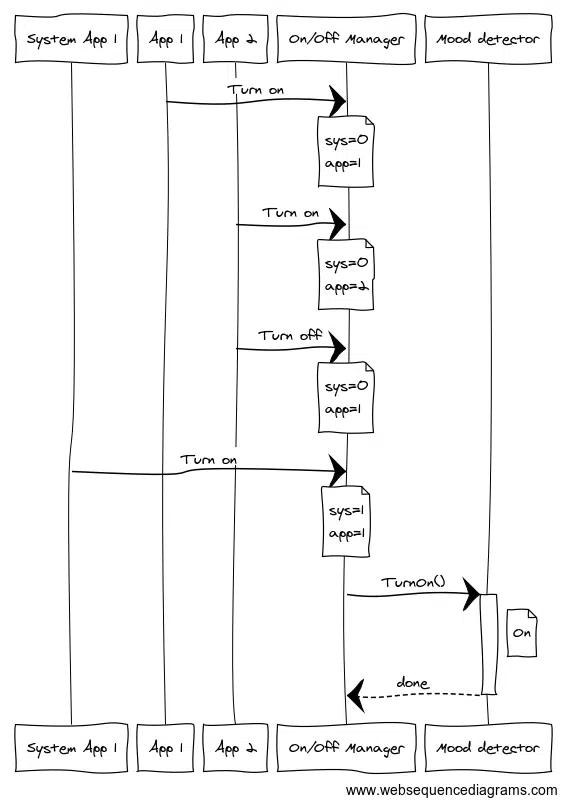 System App 1
App 1
App 2
On/Off Manager
Mood detector
Turn on
sys=0
app=1
Turn on
sys=0
app=2
Turn off
sys=0
app=1
Turn on
sys=1
app=1
TurnOn()
On
done
System App 1
App 1
App 2
On/Off Manager
Mood detector
www.websequencediagrams.com